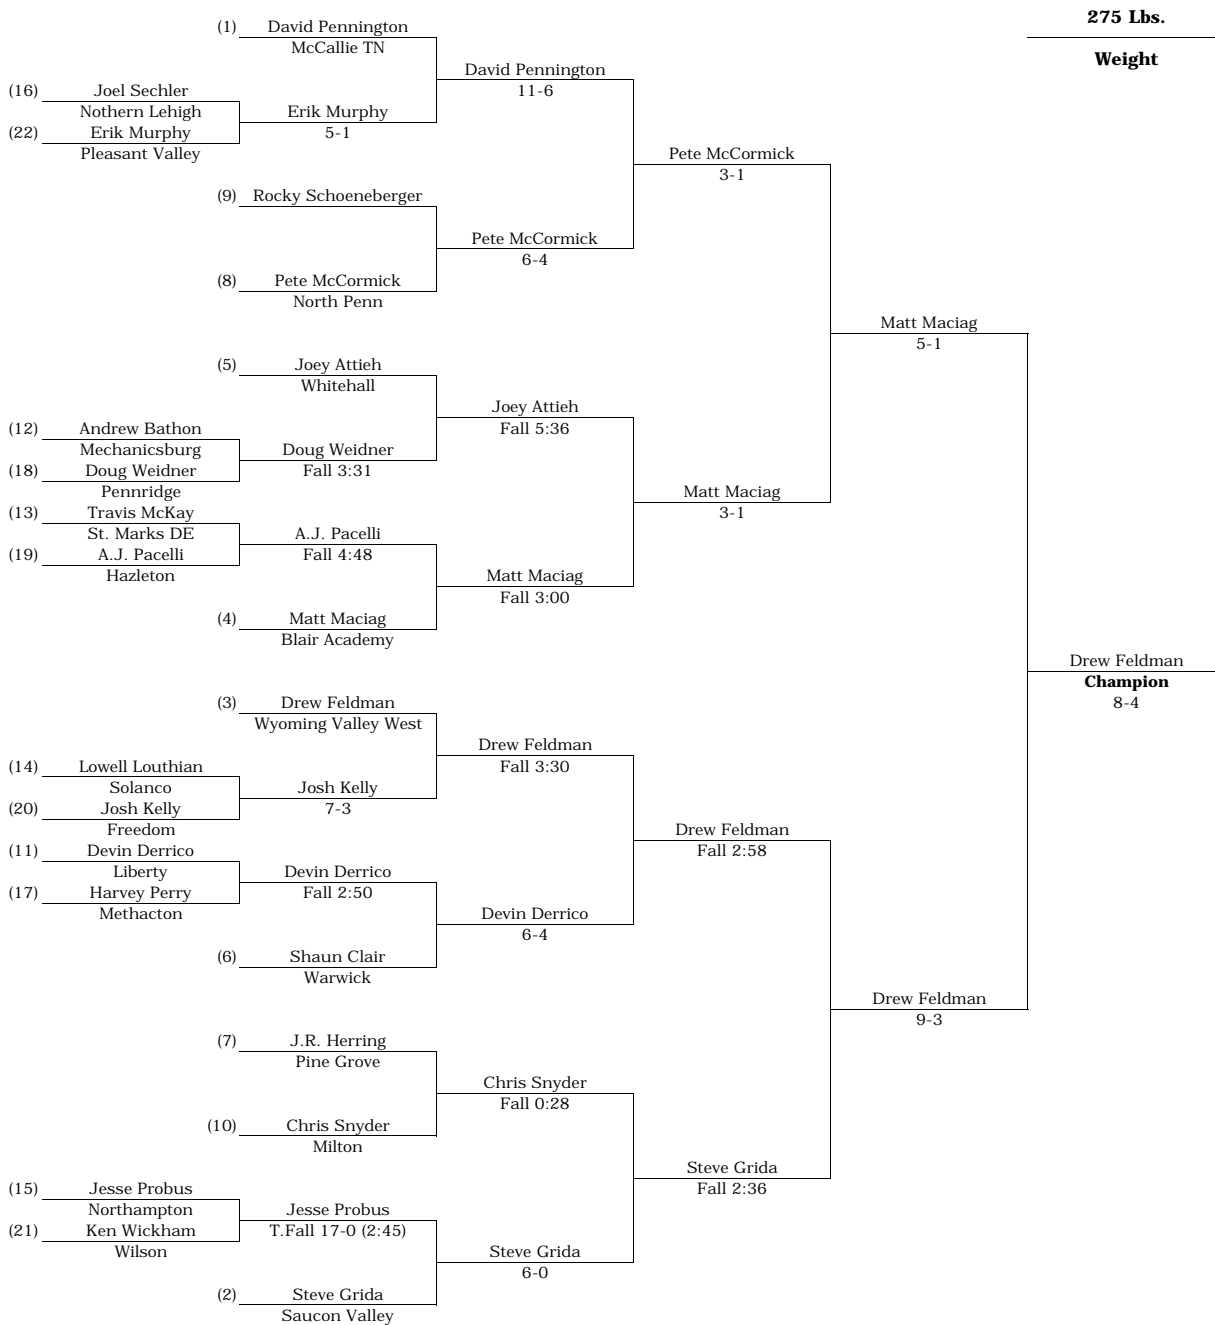 275 Lbs.
Weight
(1) David Pennington
McCallie TN
David Pennington
11-6
(16) Joel Sechler
Nothern Lehigh
Erik Murphy
5-1
(22) Erik Murphy
Pleasant Valley
Pete McCormick
3-1
(9) Rocky Schoeneberger
Pete McCormick
6-4
(8) Pete McCormick
North Penn
Matt Maciag
5-1
(5) Joey Attieh
Whitehall
Joey Attieh
Fall 5:36
(12) Andrew Bathon
Mechanicsburg
Doug Weidner
Fall 3:31
(18) Doug Weidner
Pennridge
Matt Maciag
3-1
(13) Travis McKay
St. Marks DE
A.J. Pacelli
Fall 4:48
(19) A.J. Pacelli
Hazleton
Matt Maciag
Fall 3:00
(4) Matt Maciag
Blair Academy
Drew Feldman
Champion
8-4
(3) Drew Feldman
Wyoming Valley West
Drew Feldman
Fall 3:30
(14) Lowell Louthian
Solanco
Josh Kelly
7-3
(20) Josh Kelly
Freedom
Drew Feldman
Fall 2:58
(11) Devin Derrico
Liberty
Devin Derrico
Fall 2:50
(17) Harvey Perry
Methacton
Devin Derrico
6-4
(6) Shaun Clair
Warwick
Drew Feldman
9-3
(7) J.R. Herring
Pine Grove
Chris Snyder
Fall 0:28
(10) Chris Snyder
Milton
Steve Grida
Fall 2:36
(15) Jesse Probus
Northampton
Jesse Probus
T.Fall 17-0 (2:45)
(21) Ken Wickham
Wilson
Steve Grida
6-0
(2) Steve Grida
Saucon Valley